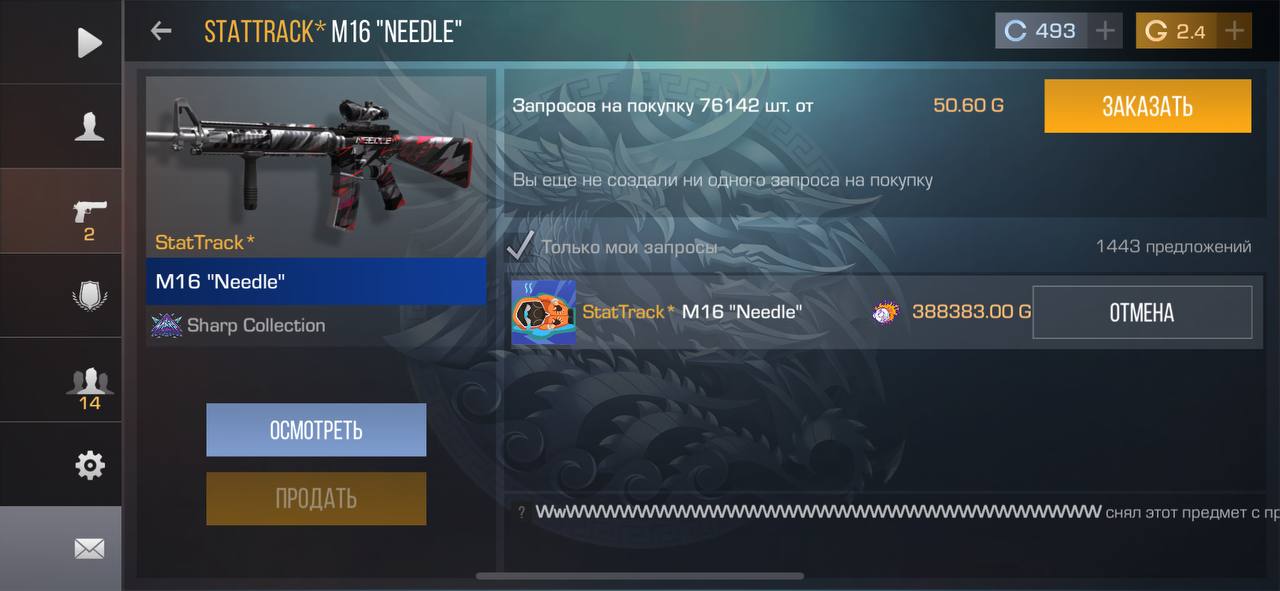 STATTRACK* M16 "NEEDLE"
493
2.4
NEEDLE
StatTrack*
M16 "Needle"
Sharp Collection
ОСМОТРЕТЬ
ПРОДАТЬ
Запросов на покупку 76142 шт. от 50.60 G
ЗАКАЗАТЬ
Вы еще не создали ни одного запроса на покупку
Только мои запросы
1443 предложений
StatTrack* M16 "Needle" 388383.00 G
ОТМЕНА
? снял этот предмет с
2
14